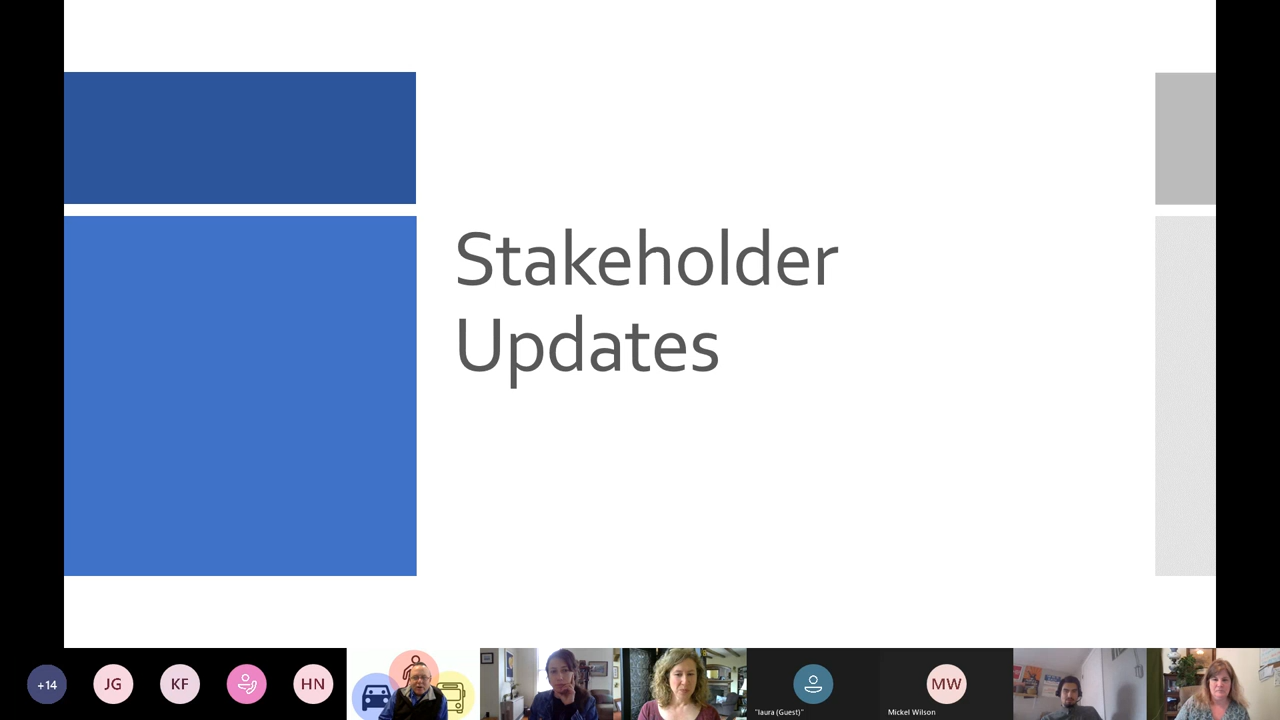 Stakeholder
Updates
+14
JG
KF
HN
"laura (Guest)"
MW
Mickel Wilson